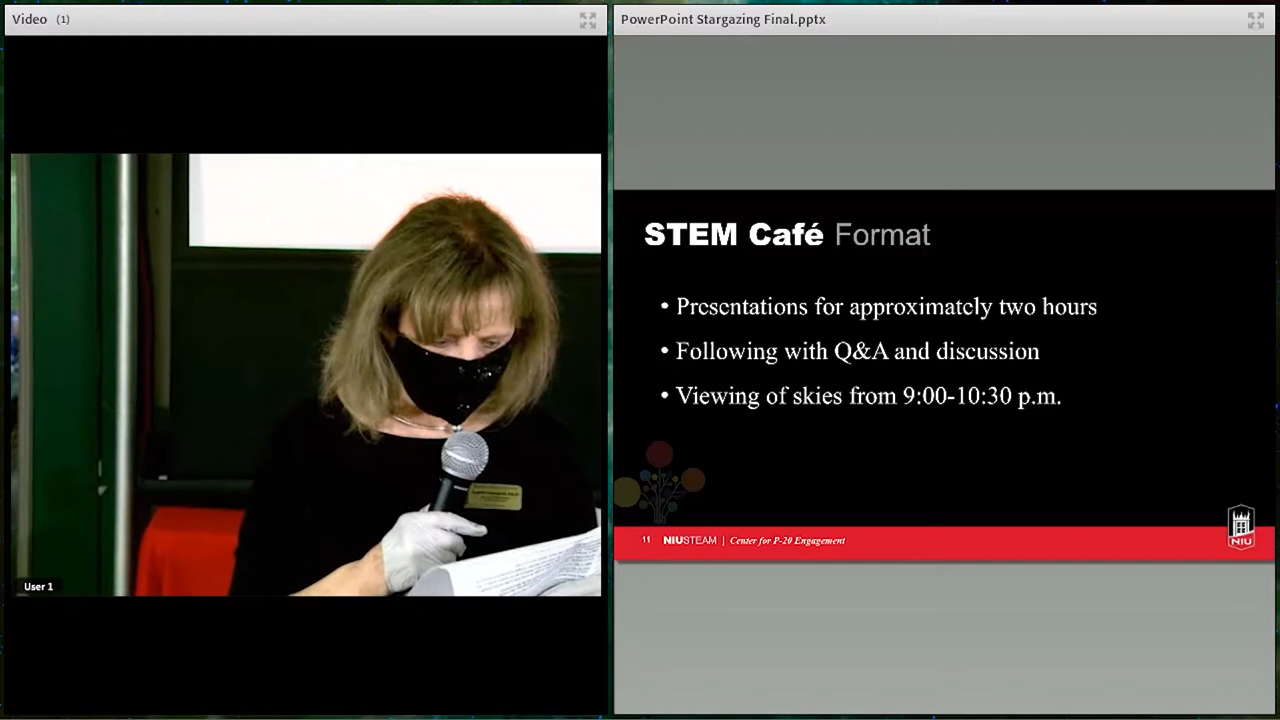 Video (1)
PowerPoint Stargazing Final.pptx
STEM Café Format
• Presentations for approximately two hours
• Following with Q&A and discussion
• Viewing of skies from 9:00-10:30 p.m.
11 NIUSTEAM | Center for P-20 Engagement
NIU
User 1